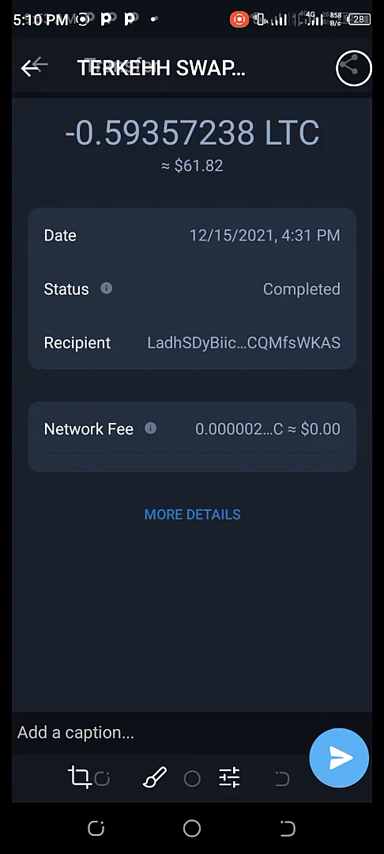 5:10 PM
28
TERKEHH SWAP...
-0.59357238 LTC
≈ $61.82
Date 12/15/2021, 4:31 PM
Status Completed
Recipient LadhSDyBiic...CQMfsWKAS
Network Fee 0.000002...C ≈ $0.00
MORE DETAILS
Add a caption...